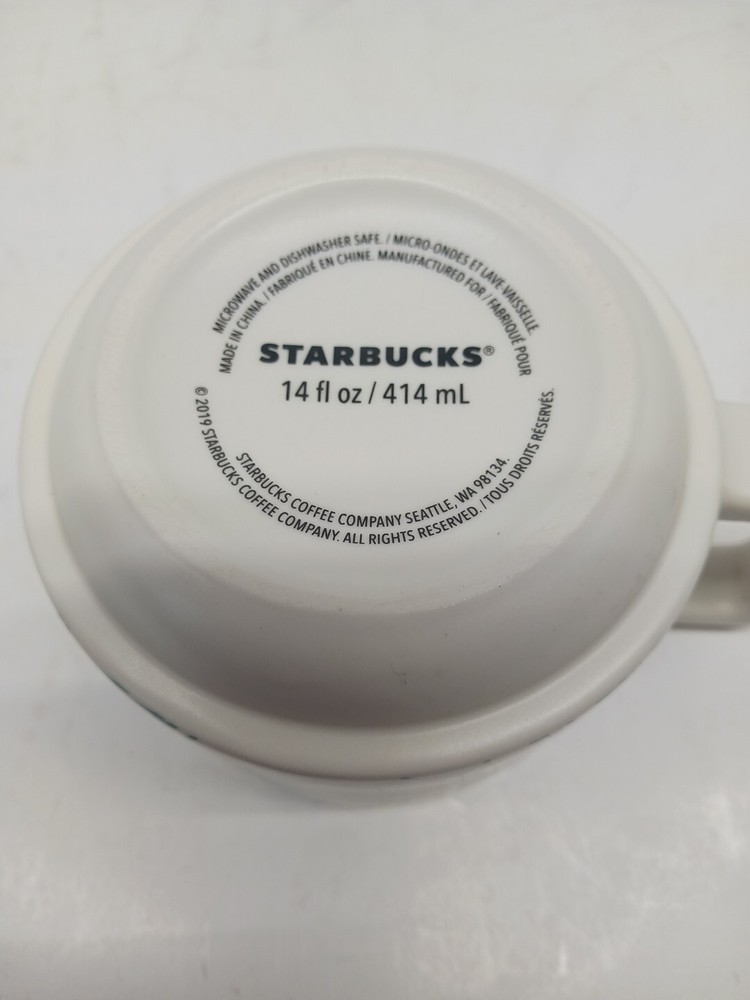 MICROWAVE AND DISHWASHER SAFE. / MICRO-ONDES ET LAVE-VAISSELLE.
MADE IN CHINA. / FABRIQUÉ EN CHINE. MANUFACTURED FOR / FABRIQUÉ POUR
STARBUCKS®
14 fl oz / 414 mL
STARBUCKS COFFEE COMPANY SEATTLE, WA 98134.
© 2019 STARBUCKS COFFEE COMPANY. ALL RIGHTS RESERVED. / TOUS DROITS RÉSERVÉS.